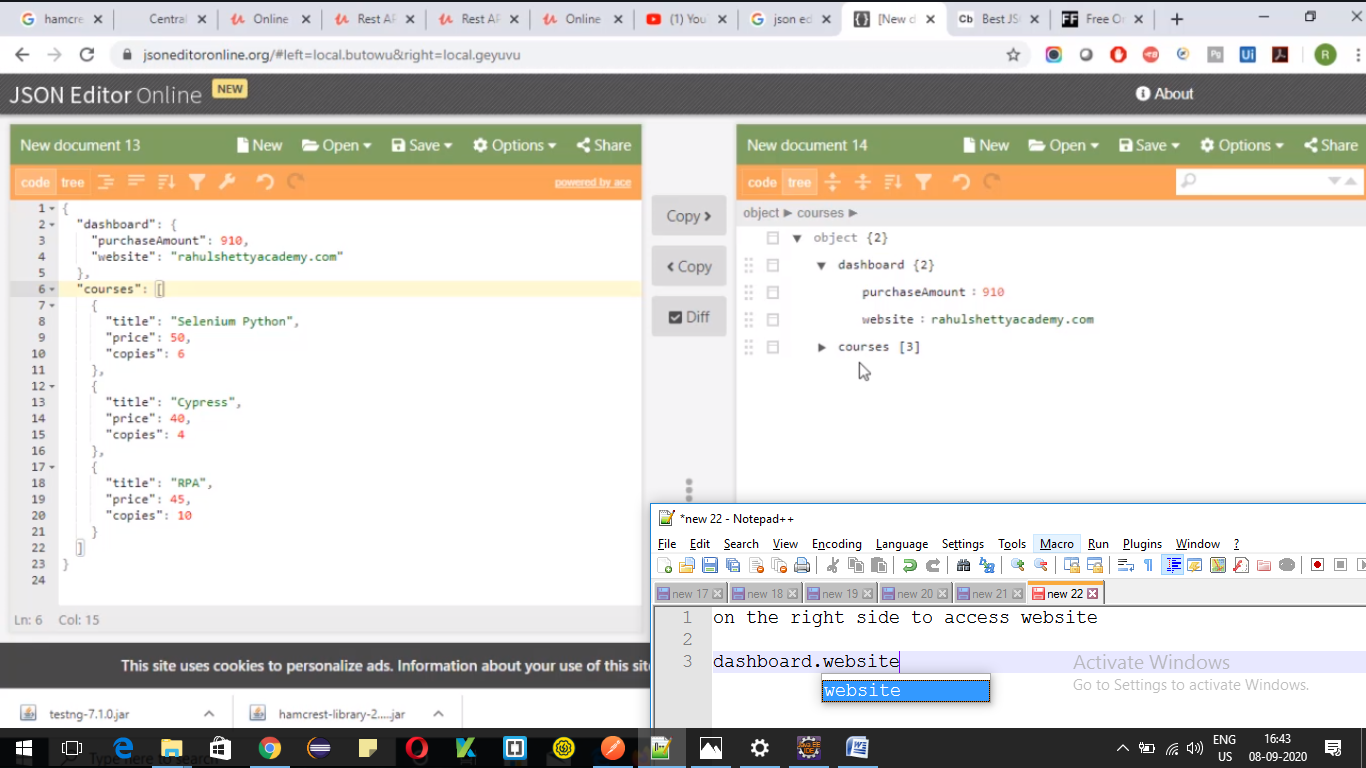 hamcre
Central
Online
Rest AP
Rest AP
Online
(1) You
json edi
[New d
Best JS
Free On
jsoneditoronline.org/#left=local.butowu&right=local.geyuvu
JSON Editor Online NEW
About
New document 13 New Open Save Options Share
code tree powered by ace
1 {
2 "dashboard": {
3 "purchaseAmount": 910,
4 "website": "rahulshettyacademy.com"
5 },
6 "courses": [
7 {
8 "title": "Selenium Python",
9 "price": 50,
10 "copies": 6
11 },
12 {
13 "title": "Cypress",
14 "price": 40,
15 "copies": 4
16 },
17 {
18 "title": "RPA",
19 "price": 45,
20 "copies": 10
21 }
22 ]
23 }
24
Ln: 6 Col: 15
Copy >
< Copy
Diff
New document 14 New Open Save Options Share
code tree
object ▶ courses ▶
object {2}
dashboard {2}
purchaseAmount : 910
website : rahulshettyacademy.com
courses [3]
This site uses cookies to personalize ads. Information about your use of this site
testng-7.1.0.jar
hamcrest-library-2.....jar
*new 22 - Notepad++
File Edit Search View Encoding Language Settings Tools Macro Run Plugins Window ?
new 17 new 18 new 19 new 20 new 21 new 22
1 on the right side to access website
2
3 dashboard.website
website
Activate Windows
Go to Settings to activate Windows.
Type here to search
ENG
US
16:43
08-09-2020